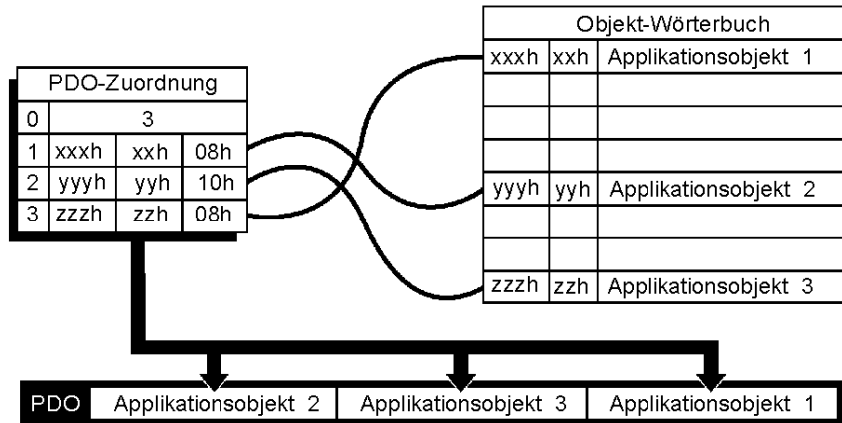 Objekt-Wörterbuch
xxxh xxh Applikationsobjekt 1
yyyh yyh Applikationsobjekt 2
zzzh zzh Applikationsobjekt 3
PDO-Zuordnung
0 3
1 xxxh xxh 08h
2 yyyh yyh 10h
3 zzzh zzh 08h
PDO Applikationsobjekt 2 Applikationsobjekt 3 Applikationsobjekt 1